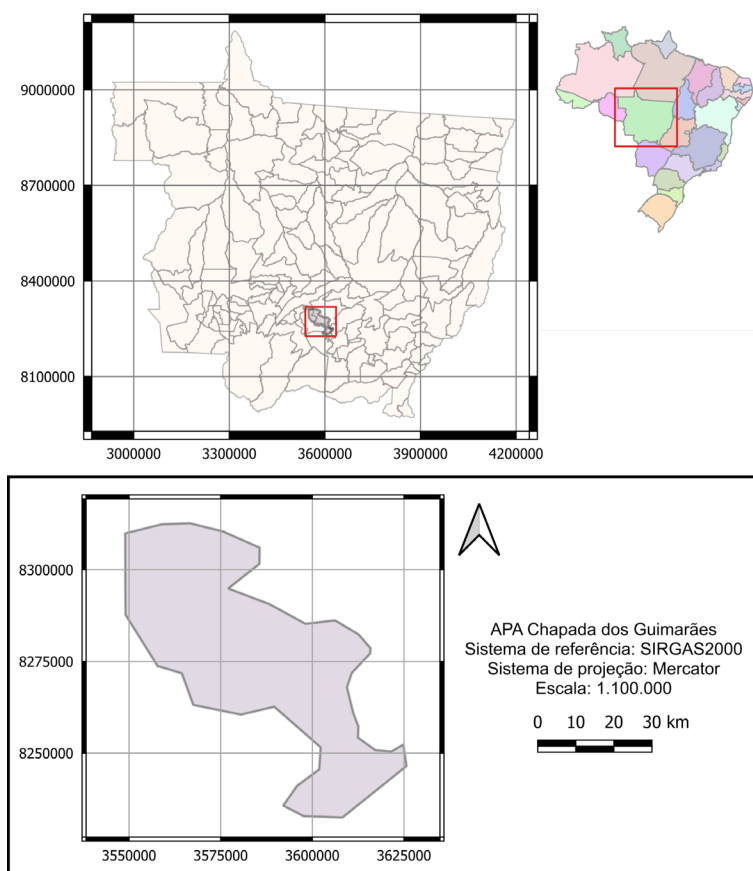 9000000
8700000
8400000
8100000
3000000 3300000 3600000 3900000 4200000
8300000
8275000
8250000
3550000 3575000 3600000 3625000
APA Chapada dos Guimarães
Sistema de referência: SIRGAS2000
Sistema de projeção: Mercator
Escala: 1.100.000
0 10 20 30 km